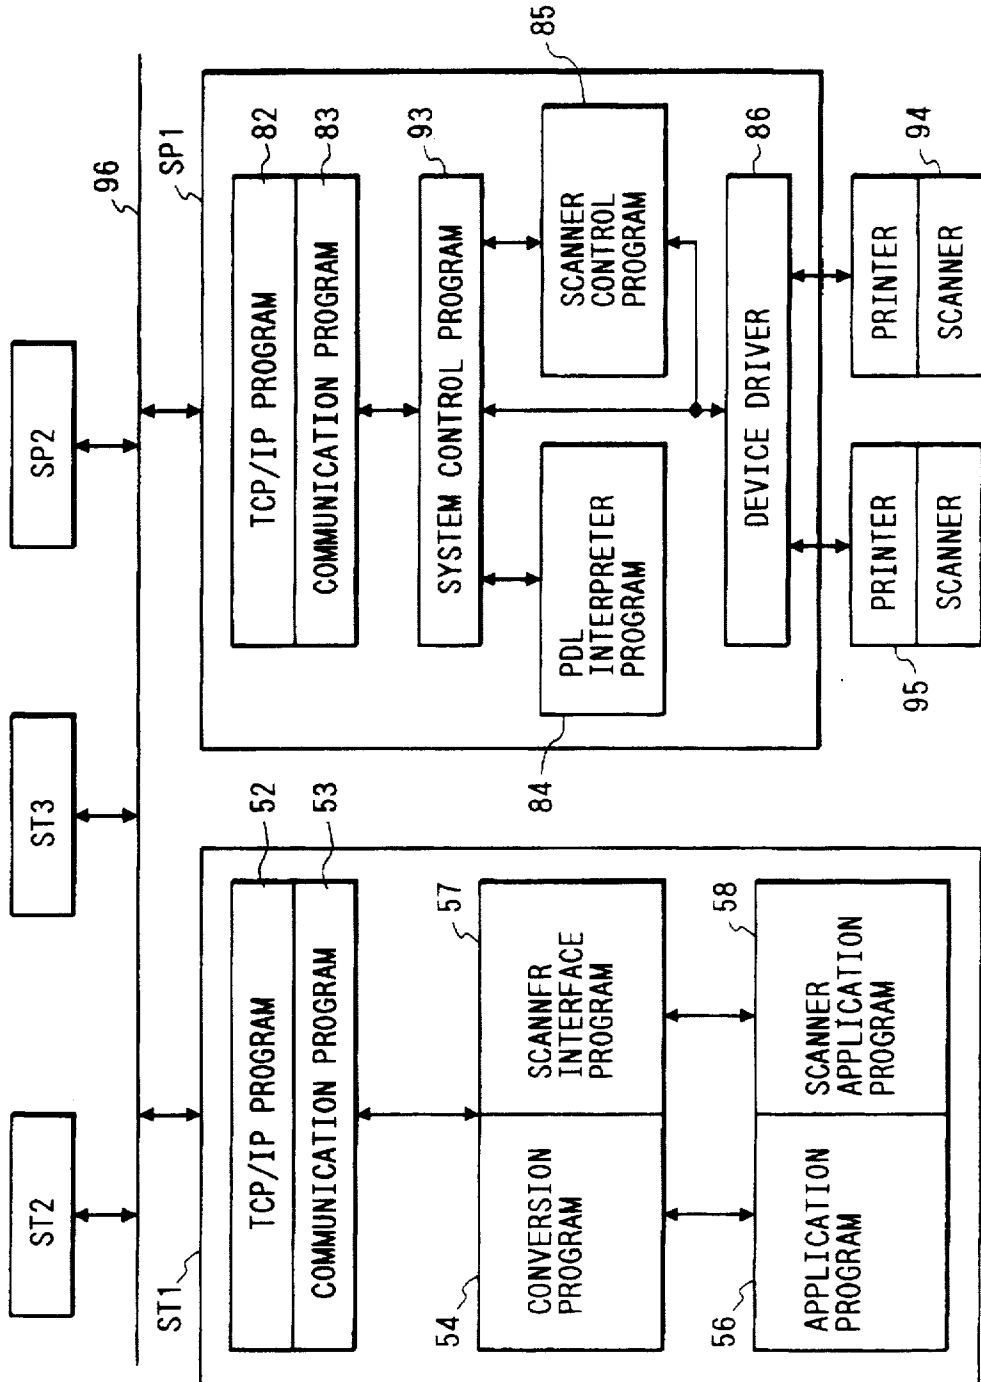 ST2
ST3
SP2
96
ST1
TCP/IP PROGRAM
52
COMMUNICATION PROGRAM
53
54
CONVERSION
PROGRAM
57
SCANNFR
INTERFACE
PROGRAM
56
APPLICATION
PROGRAM
58
SCANNER
APPLICATION
PROGRAM
SP1
TCP/IP PROGRAM
82
COMMUNICATION PROGRAM
83
SYSTEM CONTROL PROGRAM
93
84
PDL
INTERPRETER
PROGRAM
85
SCANNER
CONTROL
PROGRAM
DEVICE DRIVER
86
95
PRINTER
SCANNER
PRINTER
SCANNER
94